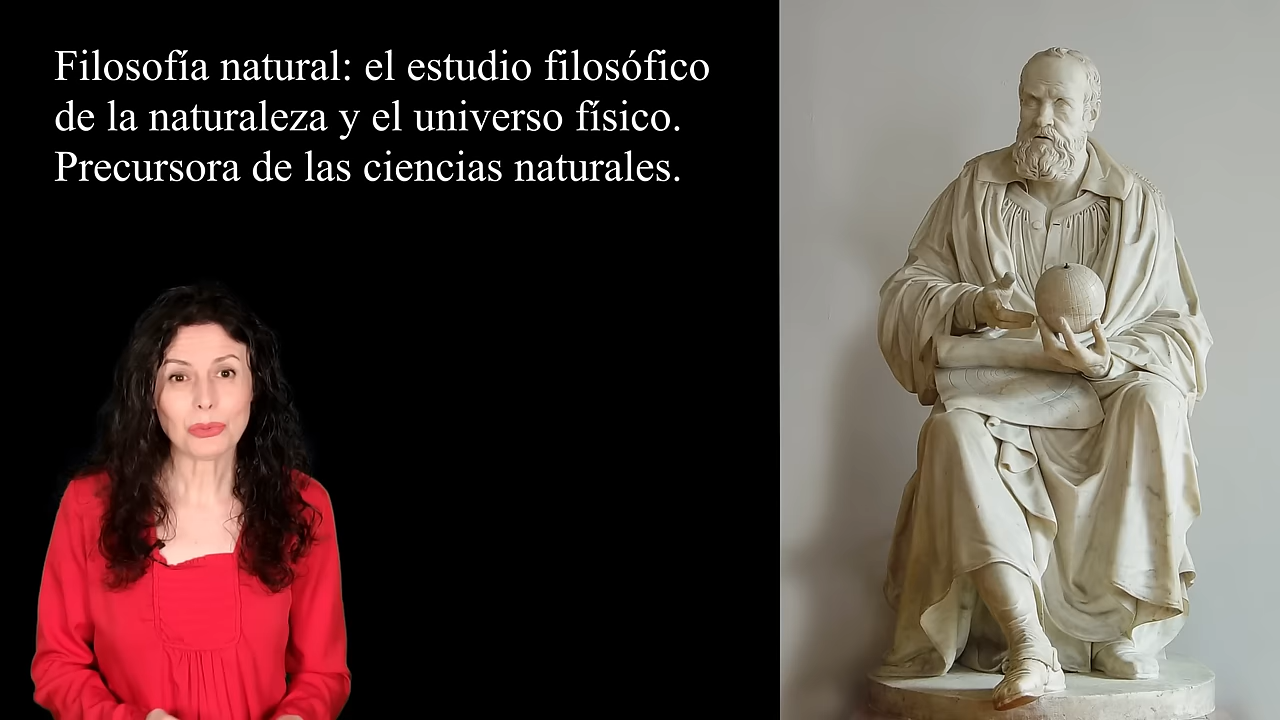 Filosofía natural: el estudio filosófico
de la naturaleza y el universo físico.
Precursora de las ciencias naturales.